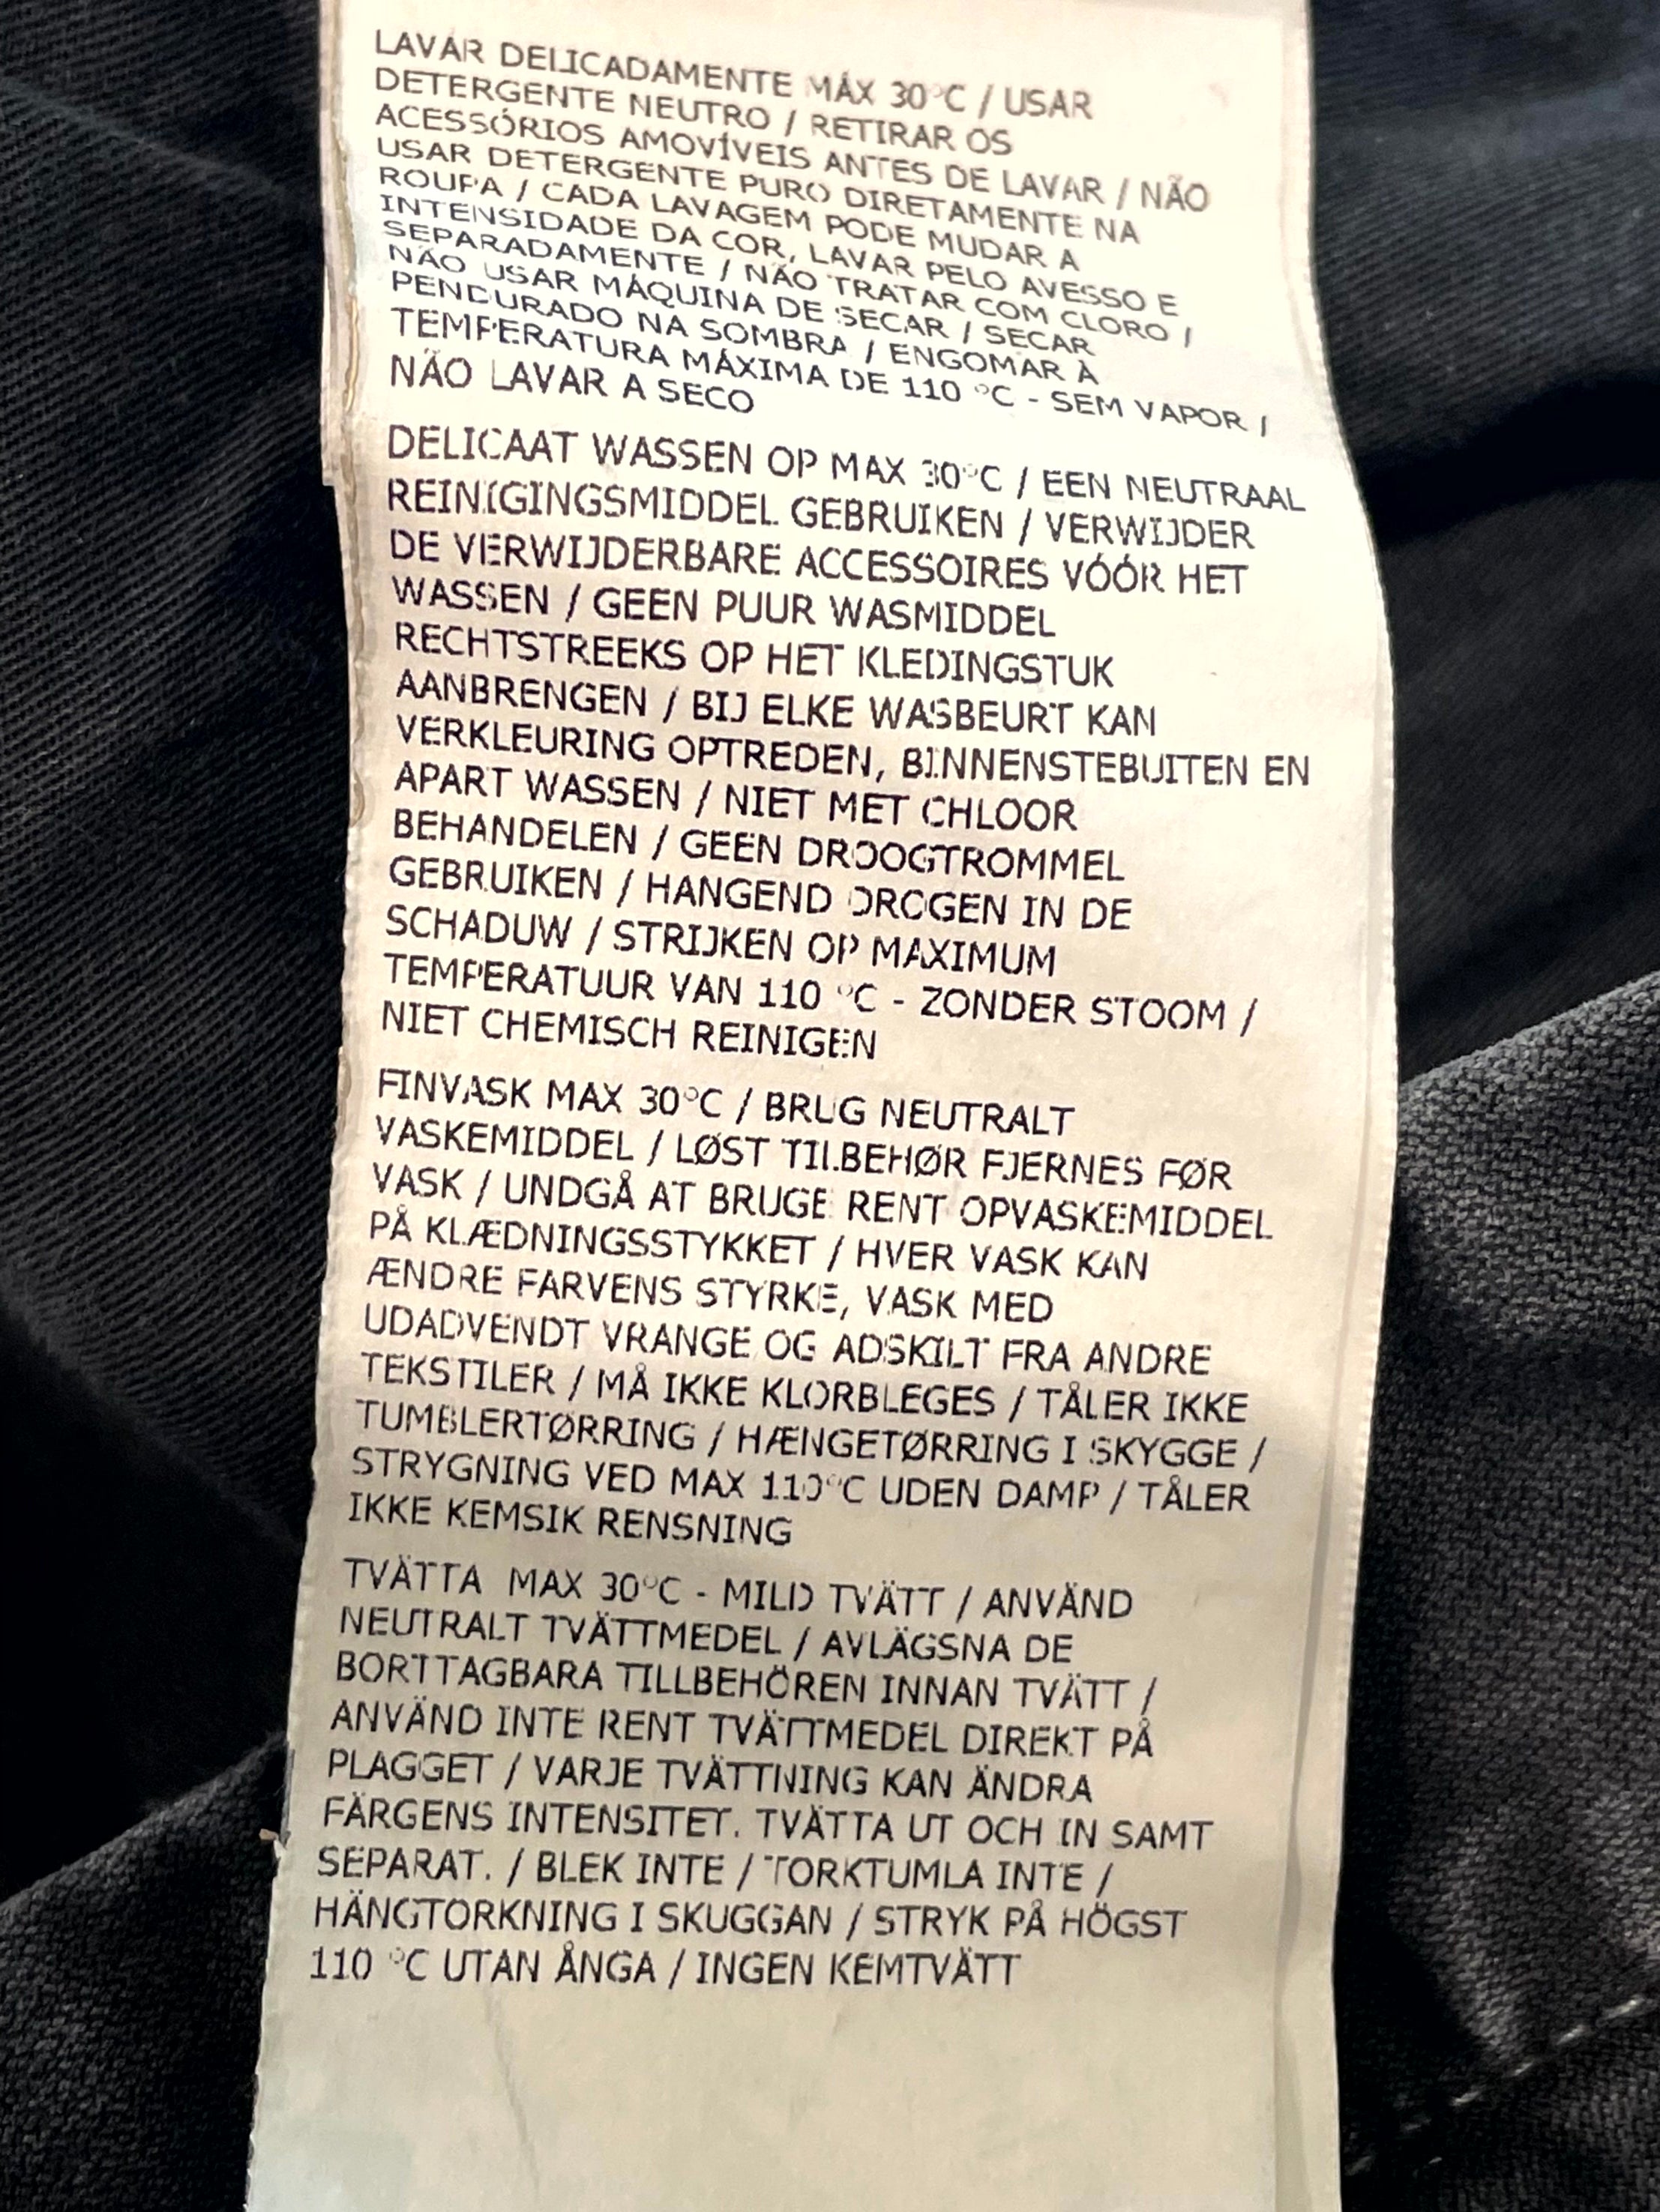 LAVAR DELICADAMENTE MÁX 30°C / USAR
DETERGENTE NEUTRO / RETIRAR OS
ACESSÓRIOS AMOVÍVEIS ANTES DE LAVAR / NÃO
USAR DETERGENTE PURO DIRETAMENTE NA
ROUPA / CADA LAVAGEM PODE MUDAR A
INTENSIDADE DA COR, LAVAR PELO AVESSO E
SEPARADAMENTE / NÃO TRATAR COM CLORO /
NÃO USAR MÁQUINA DE SECAR / SECAR
PENDURADO NA SOMBRA / ENGOMAR À
TEMPERATURA MÁXIMA DE 110 °C - SEM VAPOR /
NÃO LAVAR A SECO
DELICAAT WASSEN OP MAX 30°C / EEN NEUTRAAL
REINIGINGSMIDDEL GEBRUIKEN / VERWIJDER
DE VERWIJDERBARE ACCESSOIRES VÓÓR HET
WASSEN / GEEN PUUR WASMIDDEL
RECHTSTREEKS OP HET KLEDINGSTUK
AANBRENGEN / BIJ ELKE WASBEURT KAN
VERKLEURING OPTREDEN, BINNENSTEBUITEN EN
APART WASSEN / NIET MET CHLOOR
BEHANDELEN / GEEN DROOGTROMMEL
GEBRUIKEN / HANGEND DROGEN IN DE
SCHADUW / STRIJKEN OP MAXIMUM
TEMPERATUUR VAN 110 °C - ZONDER STOOM /
NIET CHEMISCH REINIGEN
FINVASK MAX 30°C / BRUG NEUTRALT
VASKEMIDDEL / LØST TILBEHØR FJERNES FØR
VASK / UNDGÅ AT BRUGE RENT OPVASKEMIDDEL
PÅ KLÆDNINGSSTYKKET / HVER VASK KAN
ÆNDRE FARVENS STYRKE, VASK MED
UDADVENDT VRANGE OG ADSKILT FRA ANDRE
TEKSTILER / MÅ IKKE KLORBLEGES / TÅLER IKKE
TUMBLERTØRRING / HÆNGETØRRING I SKYGGE /
STRYGNING VED MAX 110°C UDEN DAMP / TÅLER
IKKE KEMSIK RENSNING
TVÄTTA MAX 30°C - MILD TVÄTT / ANVÄND
NEUTRALT TVÄTTMEDEL / AVLÄGSNA DE
BORTTAGBARA TILLBEHÖREN INNAN TVÄTT /
ANVÄND INTE RENT TVÄTTMEDEL DIREKT PÅ
PLAGGET / VARJE TVÄTTNING KAN ÄNDRA
FÄRGENS INTENSITET. TVÄTTA UT OCH IN SAMT
SEPARAT. / BLEK INTE / TORKTUMLA INTE /
HÄNGTORKNING I SKUGGAN / STRYK PÅ HÖGST
110 °C UTAN ÅNGA / INGEN KEMTVÄTT